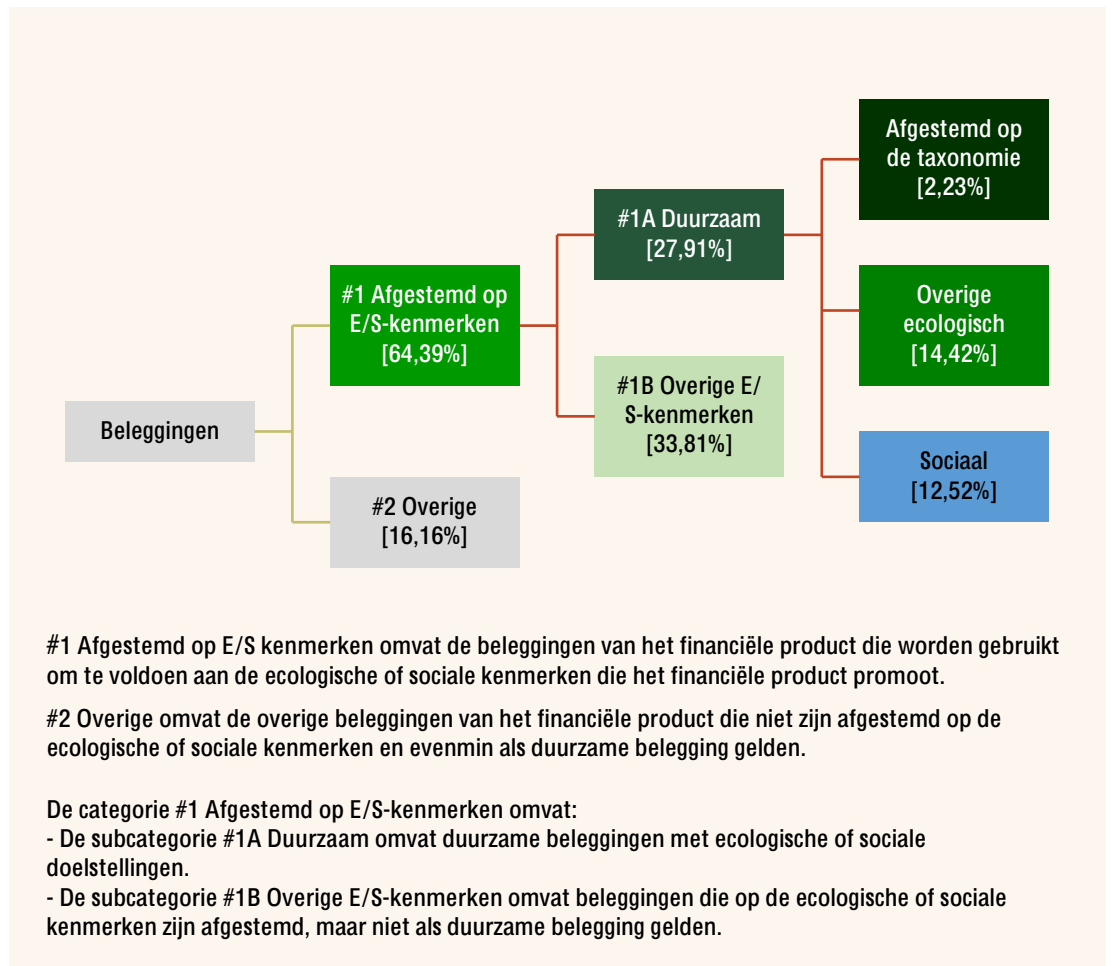 Beleggingen
#1 Afgestemd op
E/S-kenmerken
[64,39%]
#2 Overige
[16,16%]
#1A Duurzaam
[27,91%]
#1B Overige E/
S-kenmerken
[33,81%]
Afgestemd op
de taxonomie
[2,23%]
Overige
ecologisch
[14,42%]
Sociaal
[12,52%]
#1 Afgestemd op E/S kenmerken omvat de beleggingen van het financiële product die worden gebruikt
om te voldoen aan de ecologische of sociale kenmerken die het financiële product promoot.
#2 Overige omvat de overige beleggingen van het financiële product die niet zijn afgestemd op de
ecologische of sociale kenmerken en evenmin als duurzame belegging gelden.
De categorie #1 Afgestemd op E/S-kenmerken omvat:
- De subcategorie #1A Duurzaam omvat duurzame beleggingen met ecologische of sociale
doelstellingen.
- De subcategorie #1B Overige E/S-kenmerken omvat beleggingen die op de ecologische of sociale
kenmerken zijn afgestemd, maar niet als duurzame belegging gelden.